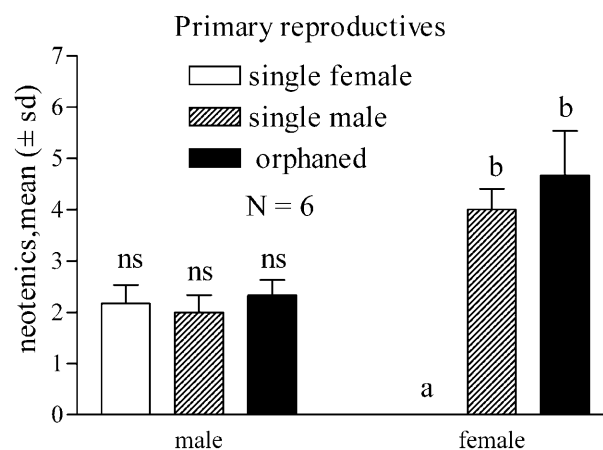 Primary reproductives
single female
single male
orphaned
N = 6
neotenics,mean (± sd)
7
6
5
4
3
2
1
0
ns
ns
ns
a
b
b
male
female